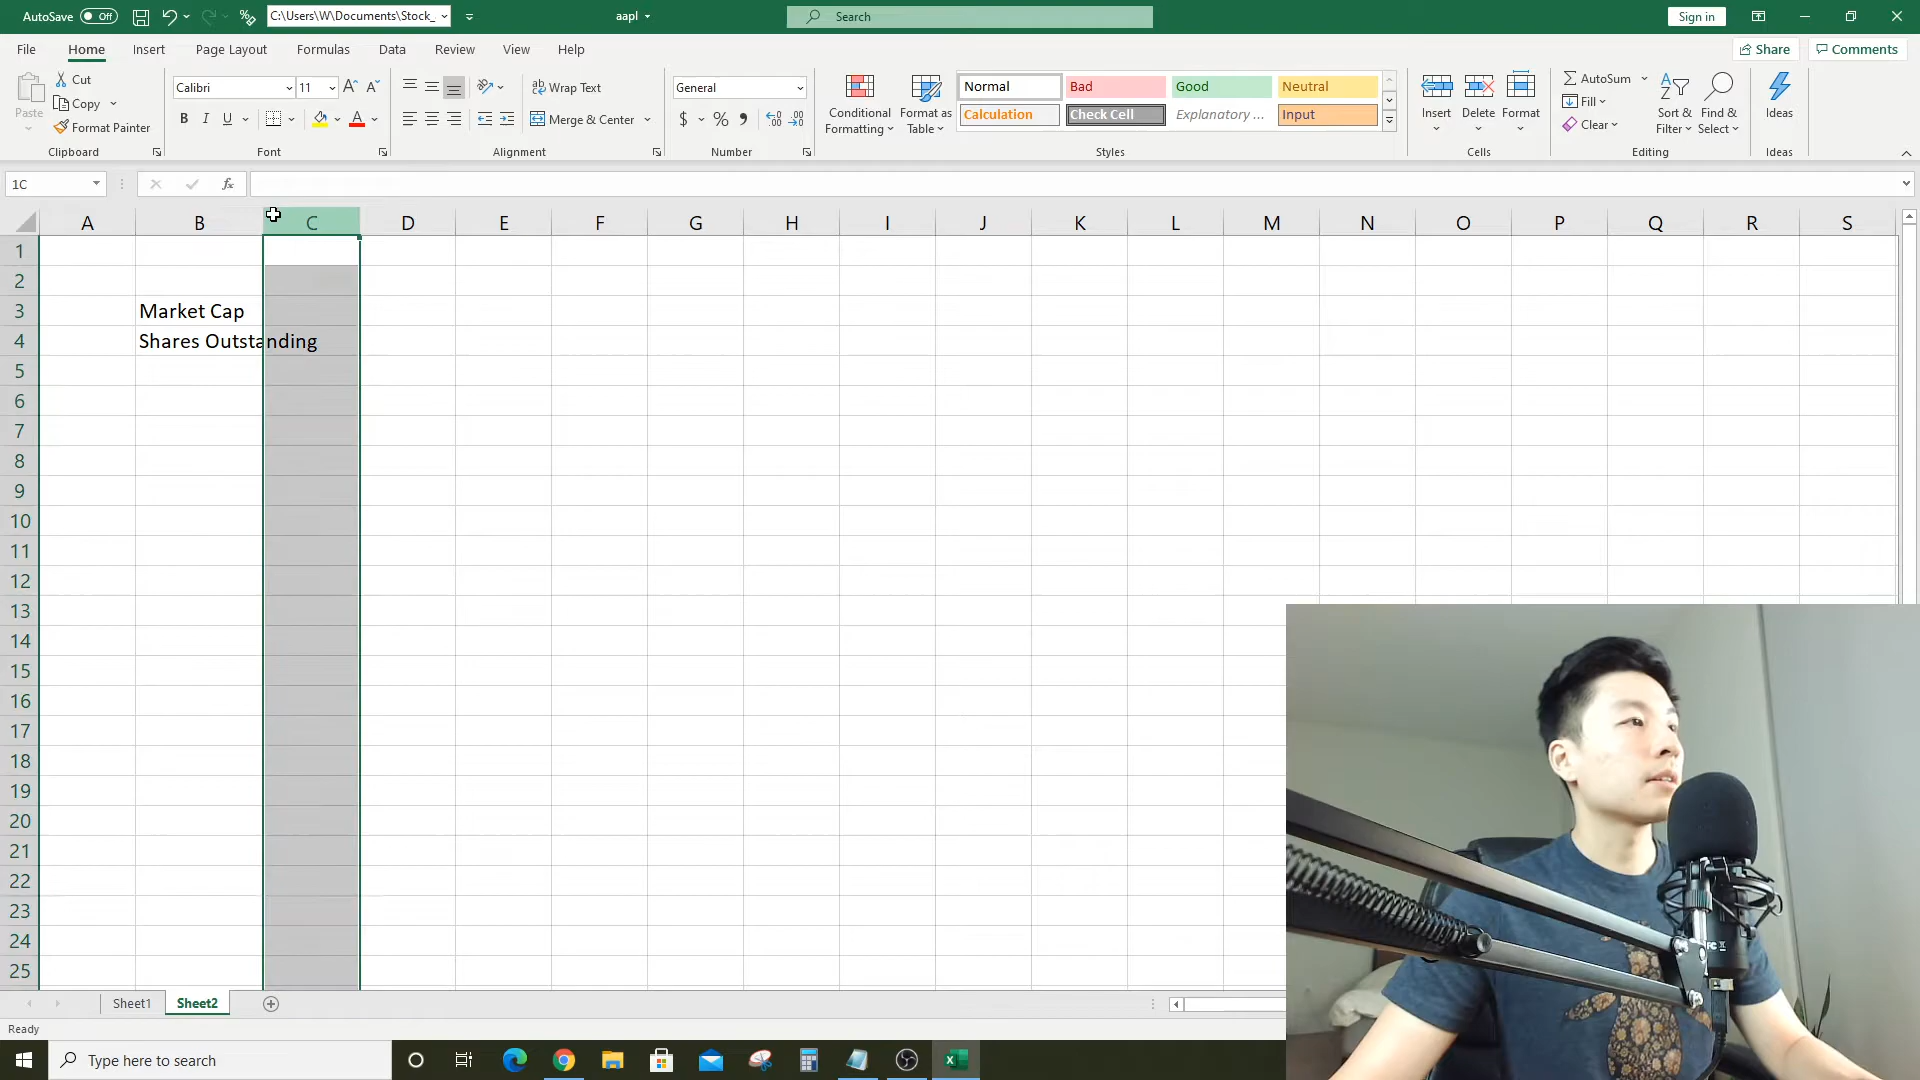 AutoSave Off C:\Users\W\Documents\Stock_ aapl Search Sign in
File Home Insert Page Layout Formulas Data Review View Help Share Comments
Paste Cut Copy Format Painter Clipboard
Calibri 11 B I U Font
Wrap Text Merge & Center Alignment
General $ % Number
Conditional Formatting Format as Table Normal Bad Good Neutral Calculation Check Cell Explanatory ... Input Styles
Insert Delete Format Cells
AutoSum Fill Clear Sort & Filter Find & Select Editing
Ideas Ideas
1C fx
A B C D E F G H I J K L M N O P Q R S
1
2
3 Market Cap
4 Shares Outstanding
5
6
7
8
9
10
11
12
13
14
15
16
17
18
19
20
21
22
23
24
25
Sheet1 Sheet2
Ready
Type here to search